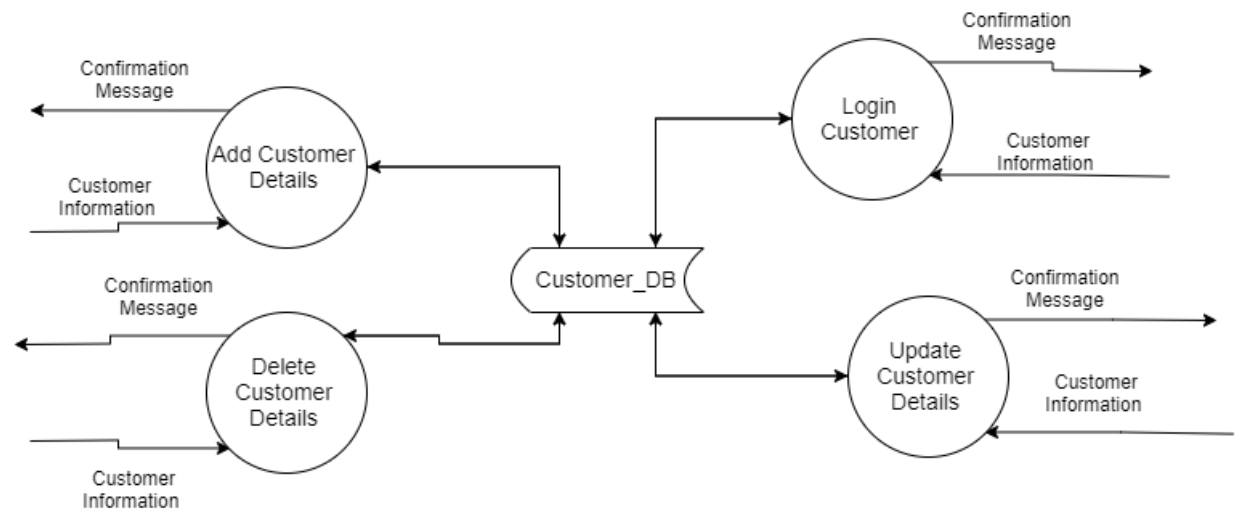 Confirmation
Message
Add Customer
Details
Customer
Information
Confirmation
Message
Delete
Customer
Details
Customer
Information
Customer_DB
Confirmation
Message
Login
Customer
Customer
Information
Confirmation
Message
Update
Customer
Details
Customer
Information